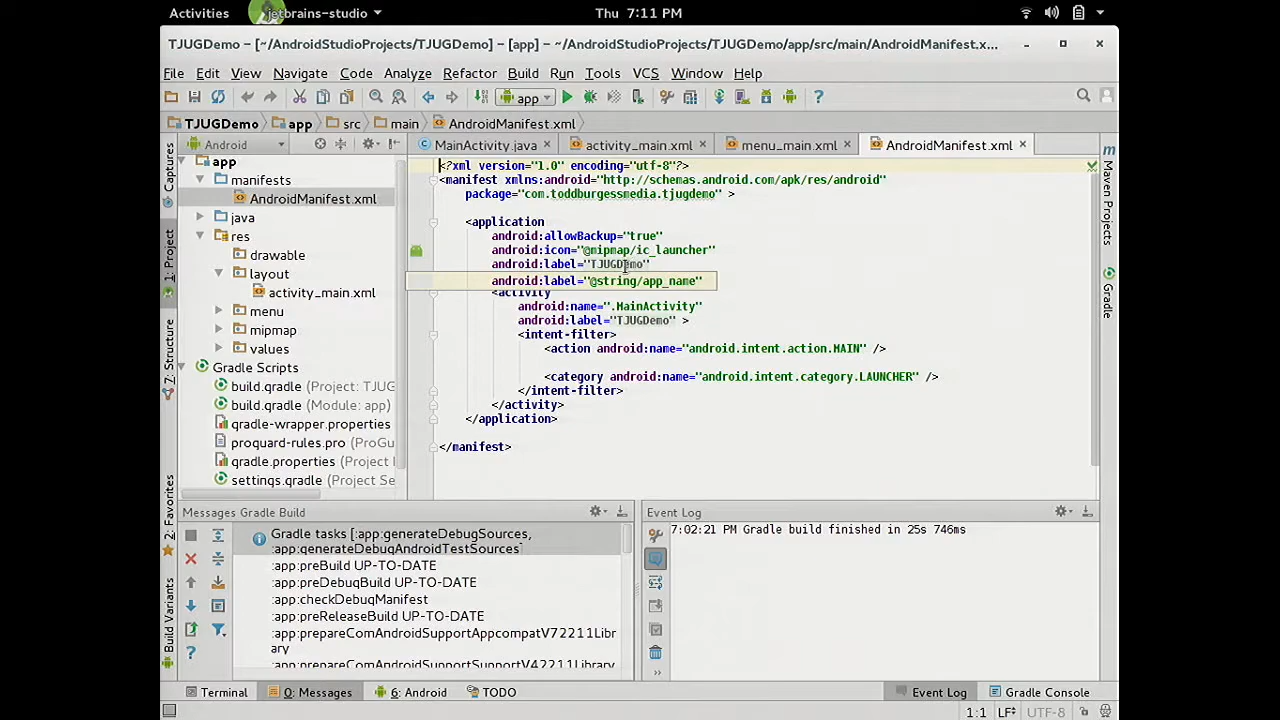 Activities jetbrains-studio Thu 7:11 PM
TJUGDemo – [~/AndroidStudioProjects/TJUGDemo] – [app] – ~/AndroidStudioProjects/TJUGDemo/app/src/main/AndroidManifest.xm...
File Edit View Navigate Code Analyze Refactor Build Run Tools VCS Window Help
app
TJUGDemo app src main AndroidManifest.xml
Android MainActivity.java activity_main.xml menu_main.xml AndroidManifest.xml
Captures
1: Project
7: Structure
2: Favorites
Build Variants
app
manifests
AndroidManifest.xml
java
res
drawable
layout
activity_main.xml
menu
mipmap
values
Gradle Scripts
build.gradle (Project: TJUG
build.gradle (Module: app)
gradle-wrapper.properties
proguard-rules.pro (ProGu
gradle.properties (Project
settings.gradle (Project Se
<?xml version="1.0" encoding="utf-8"?>
<manifest xmlns:android="http://schemas.android.com/apk/res/android"
package="com.toddburgessmedia.tjugdemo" >
<application
android:allowBackup="true"
android:icon="@mipmap/ic_launcher"
android:label="TJUGDemo"
android:label="@string/app_name"
<activity
android:name=".MainActivity"
android:label="TJUGDemo" >
<intent-filter>
<action android:name="android.intent.action.MAIN" />
<category android:name="android.intent.category.LAUNCHER" />
</intent-filter>
</activity>
</application>
</manifest>
Maven Projects
Gradle
Messages Gradle Build
Gradle tasks [:app:generateDebugSources,
:app:generateDebugAndroidTestSources]
:app:preBuild UP-TO-DATE
:app:preDebugBuild UP-TO-DATE
:app:checkDebugManifest
:app:preReleaseBuild UP-TO-DATE
:app:prepareComAndroidSupportAppcompatV72211Libr
ary
:app:prepareComAndroidSupportSupportV42211Library
Event Log
7:02:21 PM Gradle build finished in 25s 746ms
Terminal 0: Messages 6: Android TODO Event Log Gradle Console
1:1 LF UTF-8